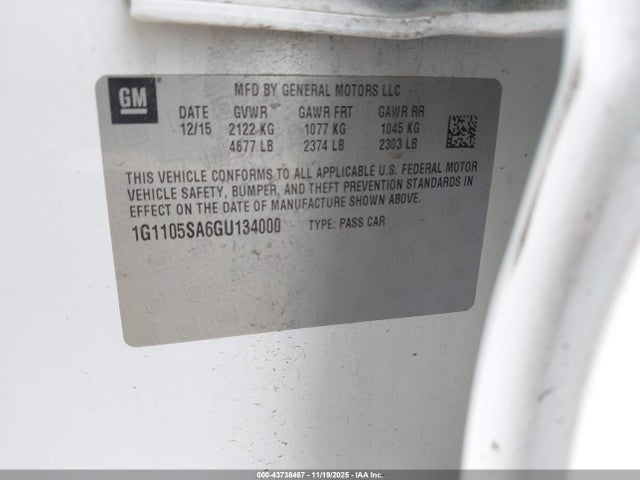 GM
MFD BY GENERAL MOTORS LLC
DATE GVWR GAWR FRT GAWR RR
12/15 2122 KG 1077 KG 1045 KG
4677 LB 2374 LB 2303 LB
THIS VEHICLE CONFORMS TO ALL APPLICABLE U.S. FEDERAL MOTOR
VEHICLE SAFETY, BUMPER, AND THEFT PREVENTION STANDARDS IN
EFFECT ON THE DATE OF MANUFACTURE SHOWN ABOVE.
1G1105SA6GU134000 TYPE: PASS CAR
000-43738467 - 11/19/2025 - IAA Inc.